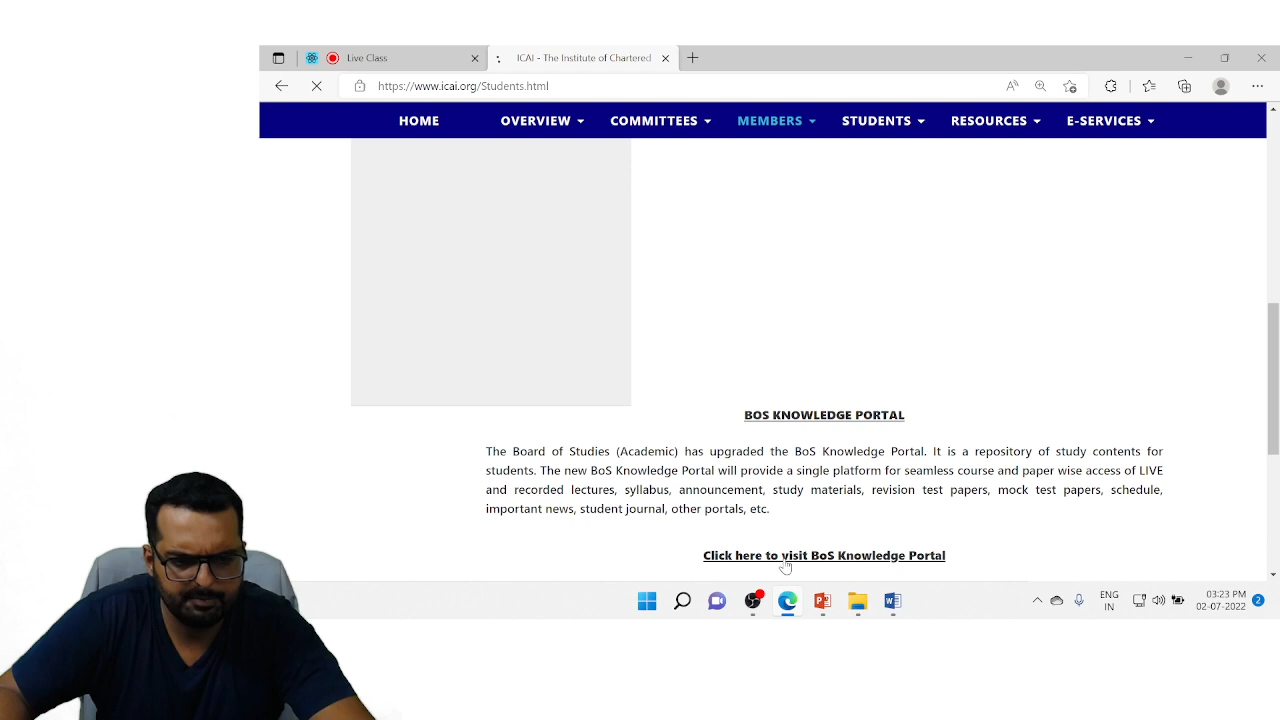 Live Class
ICAI - The Institute of Chartered
https://www.icai.org/Students.html
HOME OVERVIEW COMMITTEES MEMBERS STUDENTS RESOURCES E-SERVICES
BOS KNOWLEDGE PORTAL
The Board of Studies (Academic) has upgraded the BoS Knowledge Portal. It is a repository of study contents for
students. The new BoS Knowledge Portal will provide a single platform for seamless course and paper wise access of LIVE
and recorded lectures, syllabus, announcement, study materials, revision test papers, mock test papers, schedule,
important news, student journal, other portals, etc.
Click here to visit BoS Knowledge Portal
ENG
IN
03:23 PM
02-07-2022
2